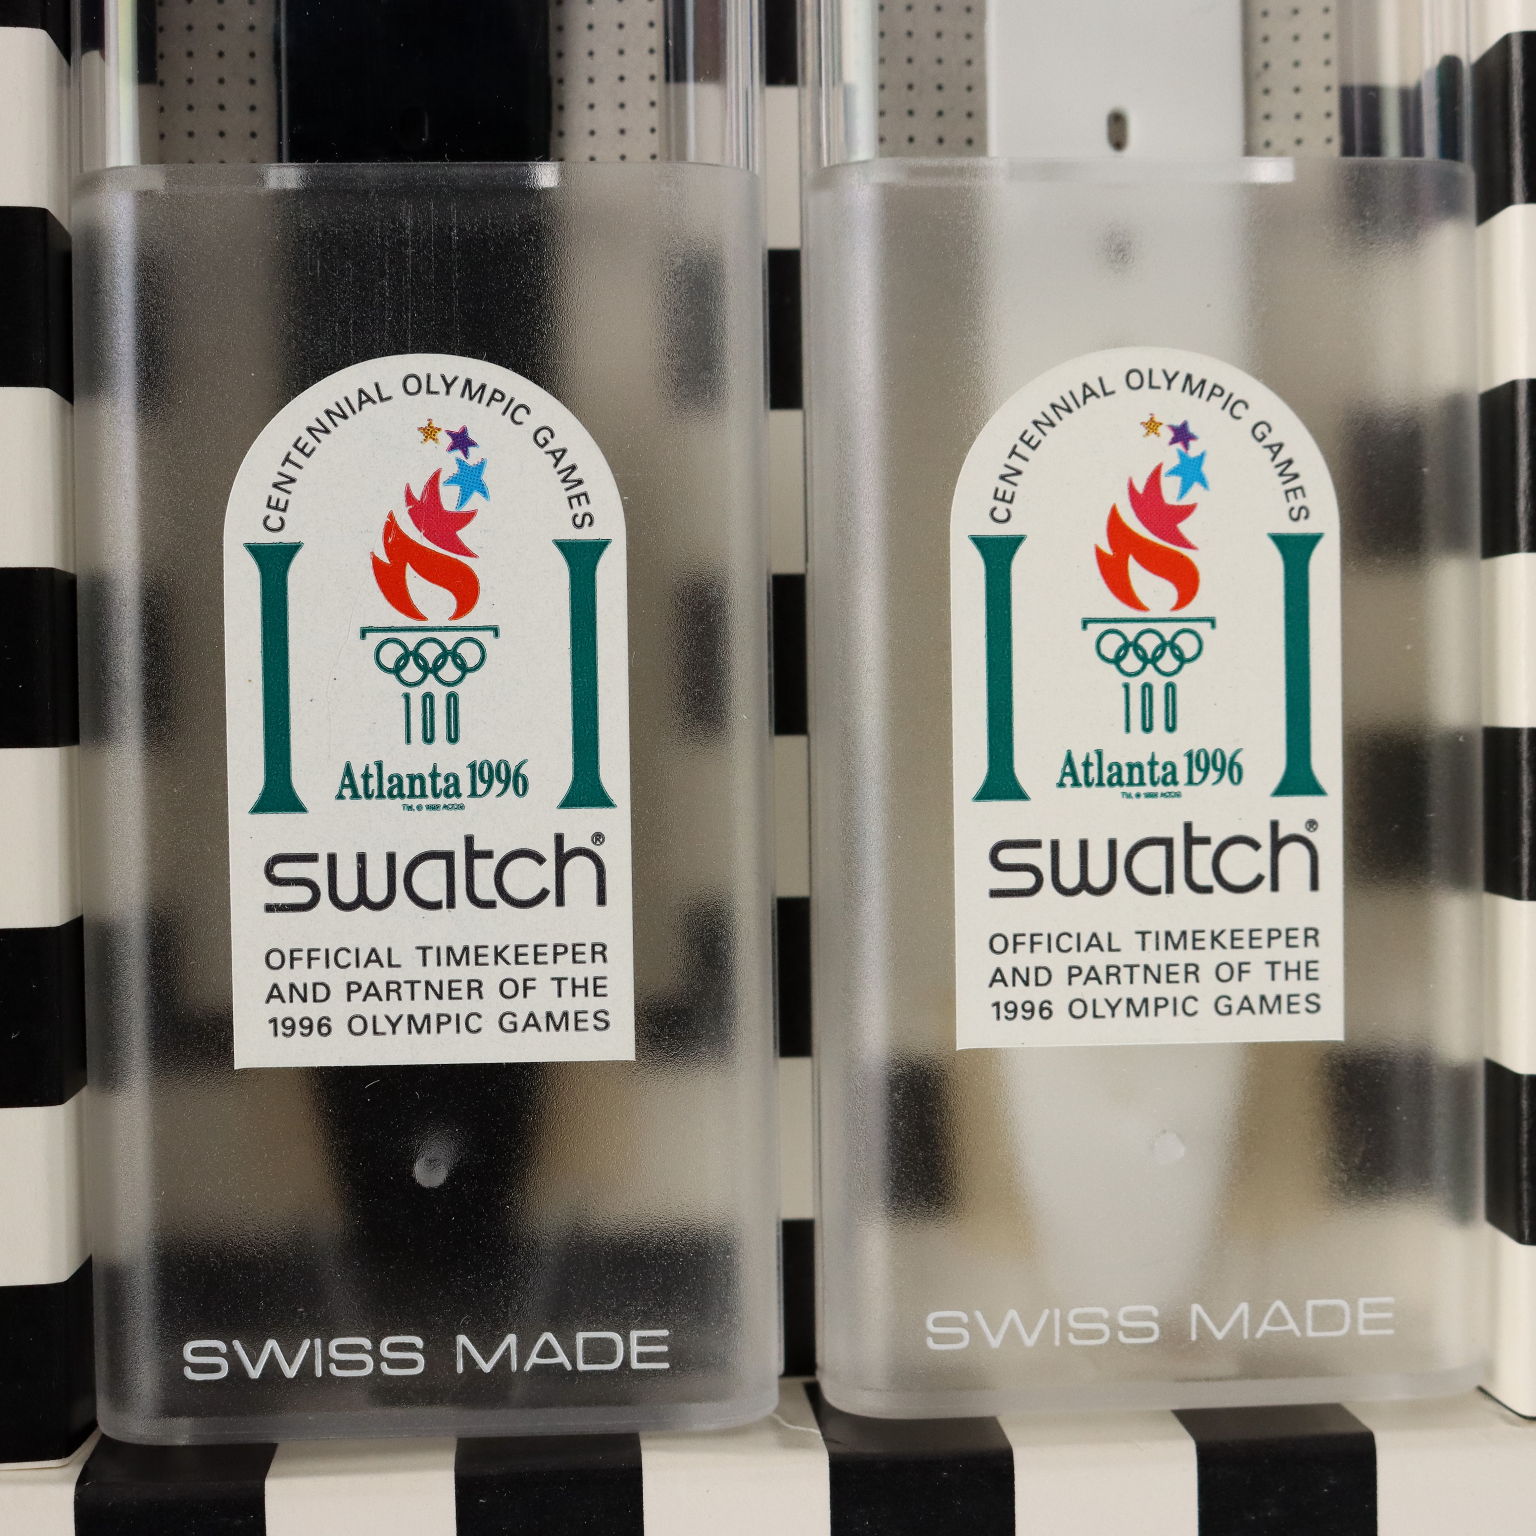 CENTENNIAL OLYMPIC GAMES
100
Atlanta 1996
swatch®
OFFICIAL TIMEKEEPER
AND PARTNER OF THE
1996 OLYMPIC GAMES
SWISS MADE
CENTENNIAL OLYMPIC GAMES
100
Atlanta 1996
swatch®
OFFICIAL TIMEKEEPER
AND PARTNER OF THE
1996 OLYMPIC GAMES
SWISS MADE